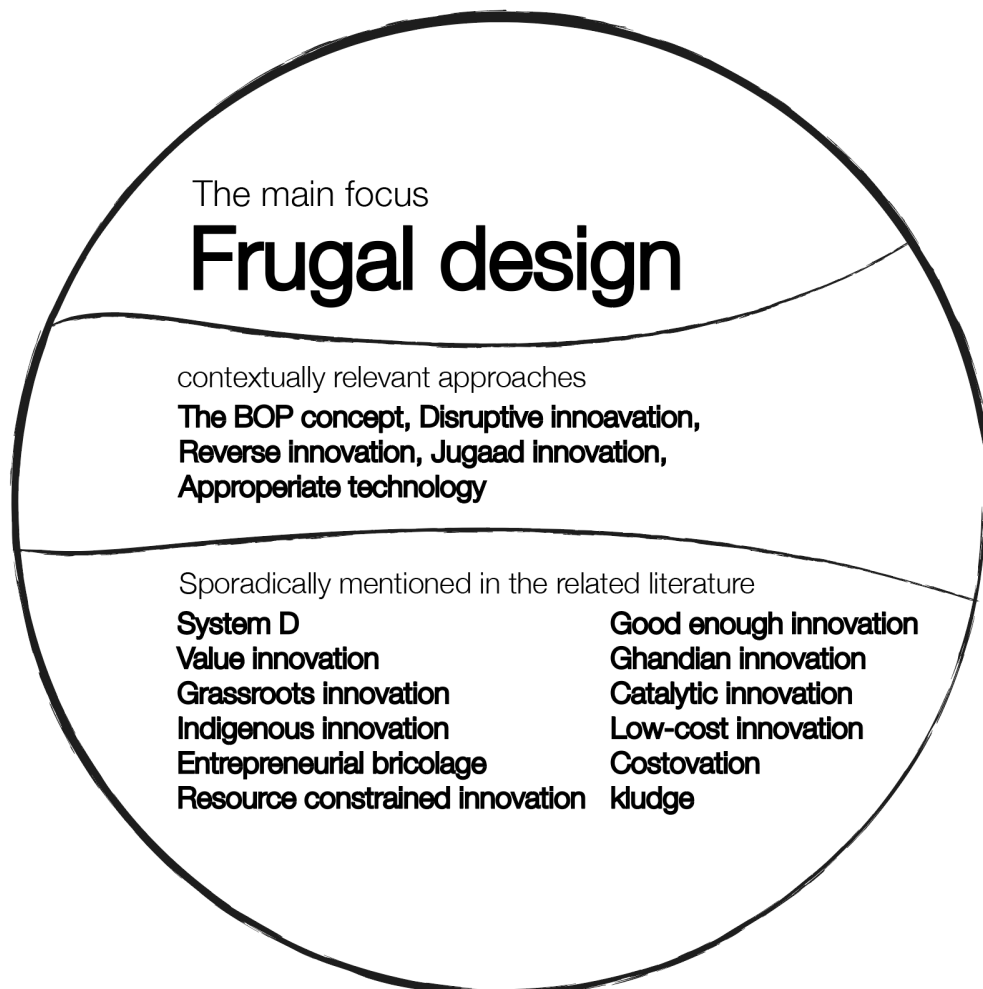 The main focus
Frugal design
contextually relevant approaches
The BOP concept, Disruptive innoavation,
Reverse innovation, Jugaad innovation,
Approperiate technology
Sporadically mentioned in the related literature
System D
Value innovation
Grassroots innovation
Indigenous innovation
Entrepreneurial bricolage
Resource constrained innovation
Good enough innovation
Ghandian innovation
Catalytic innovation
Low-cost innovation
Costovation
kludge